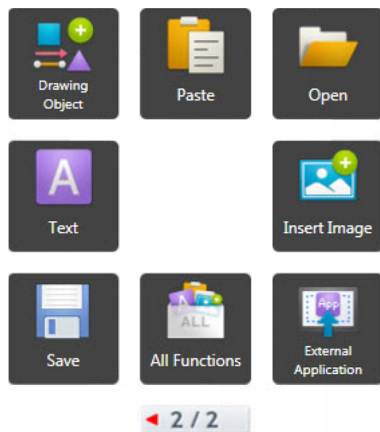 Drawing
Object
Paste
Open
A
Text
Insert Image
A
ALL
App
Save
All Functions
External
Application
2 / 2